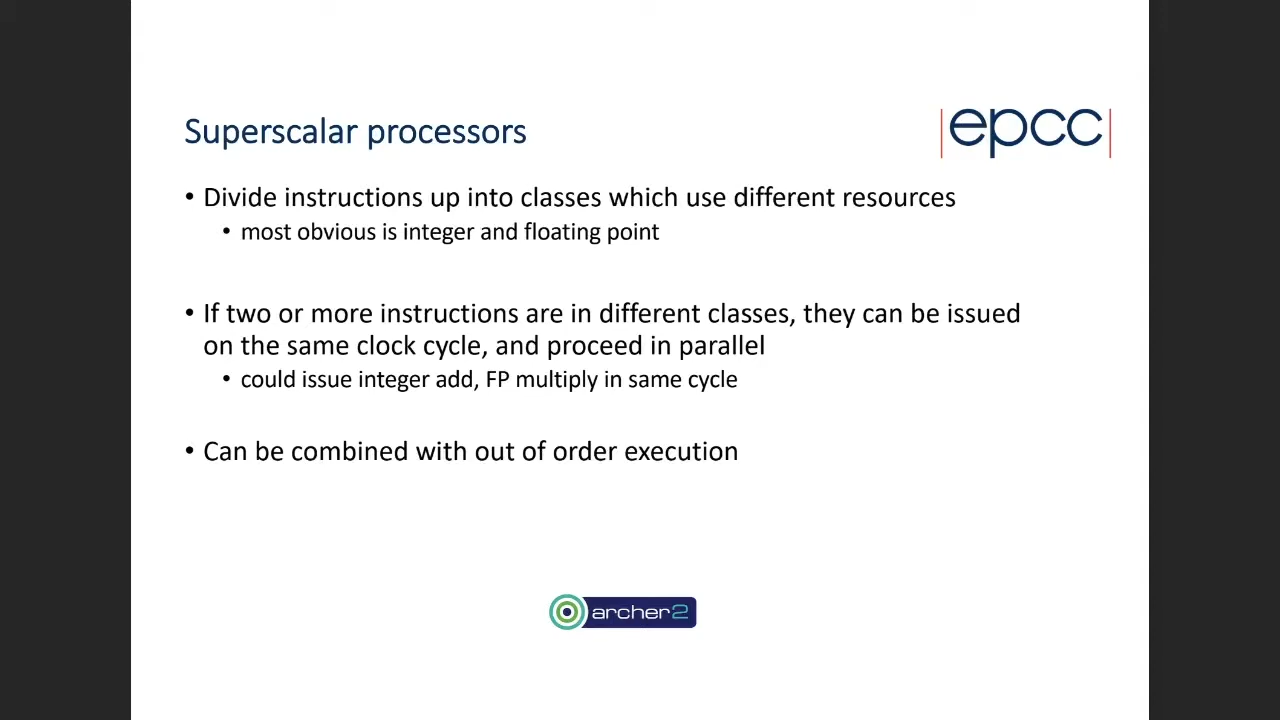 Superscalar processors
|epcc|
• Divide instructions up into classes which use different resources
• most obvious is integer and floating point
• If two or more instructions are in different classes, they can be issued
on the same clock cycle, and proceed in parallel
• could issue integer add, FP multiply in same cycle
• Can be combined with out of order execution
archer2